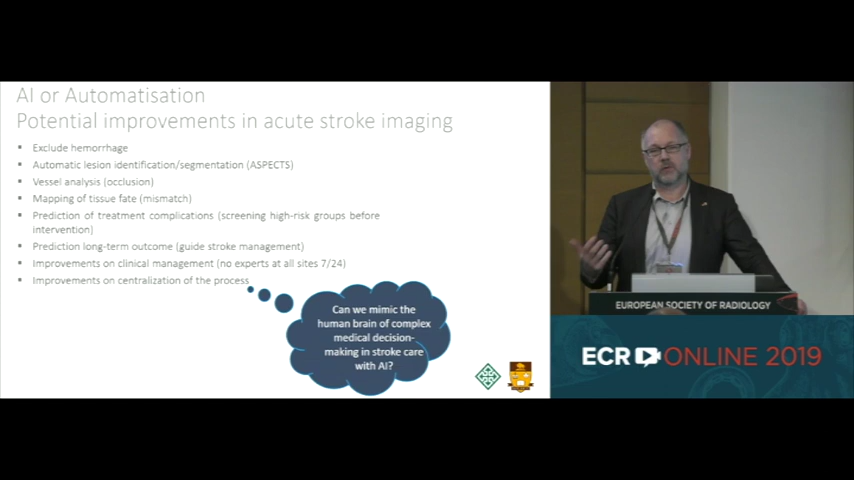 AI or Automatisation
Potential improvements in acute stroke imaging
▪ Exclude hemorrhage
▪ Automatic lesion identification/segmentation (ASPECTS)
▪ Vessel analysis (occlusion)
▪ Mapping of tissue fate (mismatch)
▪ Prediction of treatment complications (screening high-risk groups before
intervention)
▪ Prediction long-term outcome (guide stroke management)
▪ Improvements on clinical management (no experts at all sites 7/24)
▪ Improvements on centralization of the process
Can we mimic the
human brain of complex
medical decision-
making in stroke care
with AI?
EUROPEAN SOCIETY OF RADIOLOGY
ECR ONLINE 2019